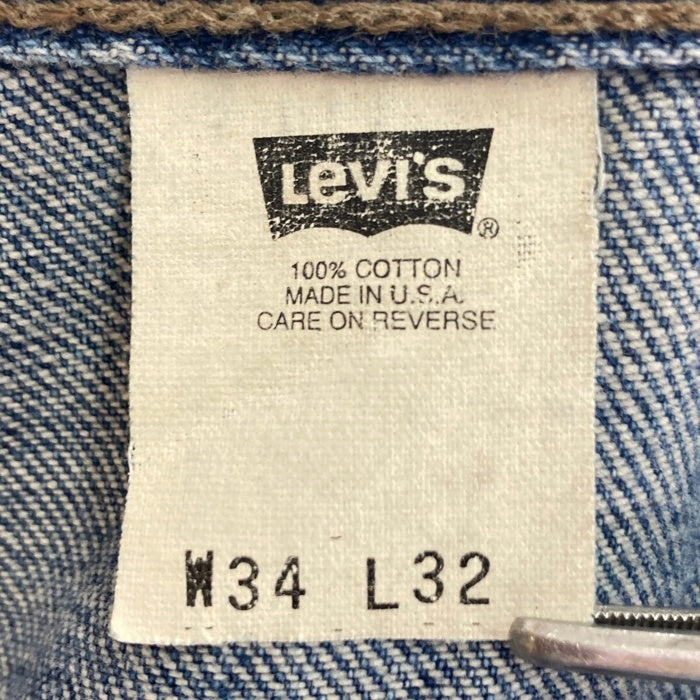 Levi's
®
100% COTTON
MADE IN U.S.A.
CARE ON REVERSE
W34 L32